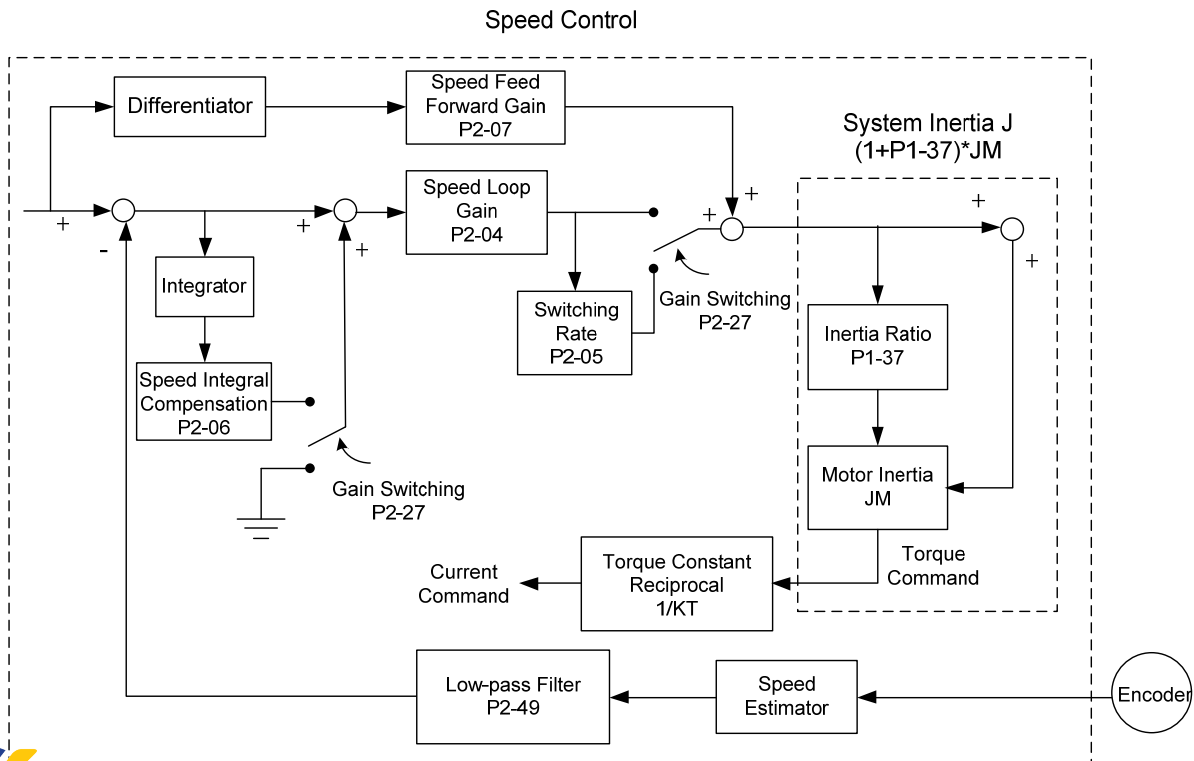 Speed Control
Differentiator
Speed Feed
Forward Gain
P2-07
System Inertia J
(1+P1-37)*JM
+
-
+
+
Speed Loop
Gain
P2-04
+
+
+
+
Integrator
Switching
Rate
P2-05
Gain Switching
P2-27
Inertia Ratio
P1-37
Speed Integral
Compensation
P2-06
Gain Switching
P2-27
Motor Inertia
JM
Current
Command
Torque Constant
Reciprocal
1/KT
Torque
Command
Low-pass Filter
P2-49
Speed
Estimator
Encoder